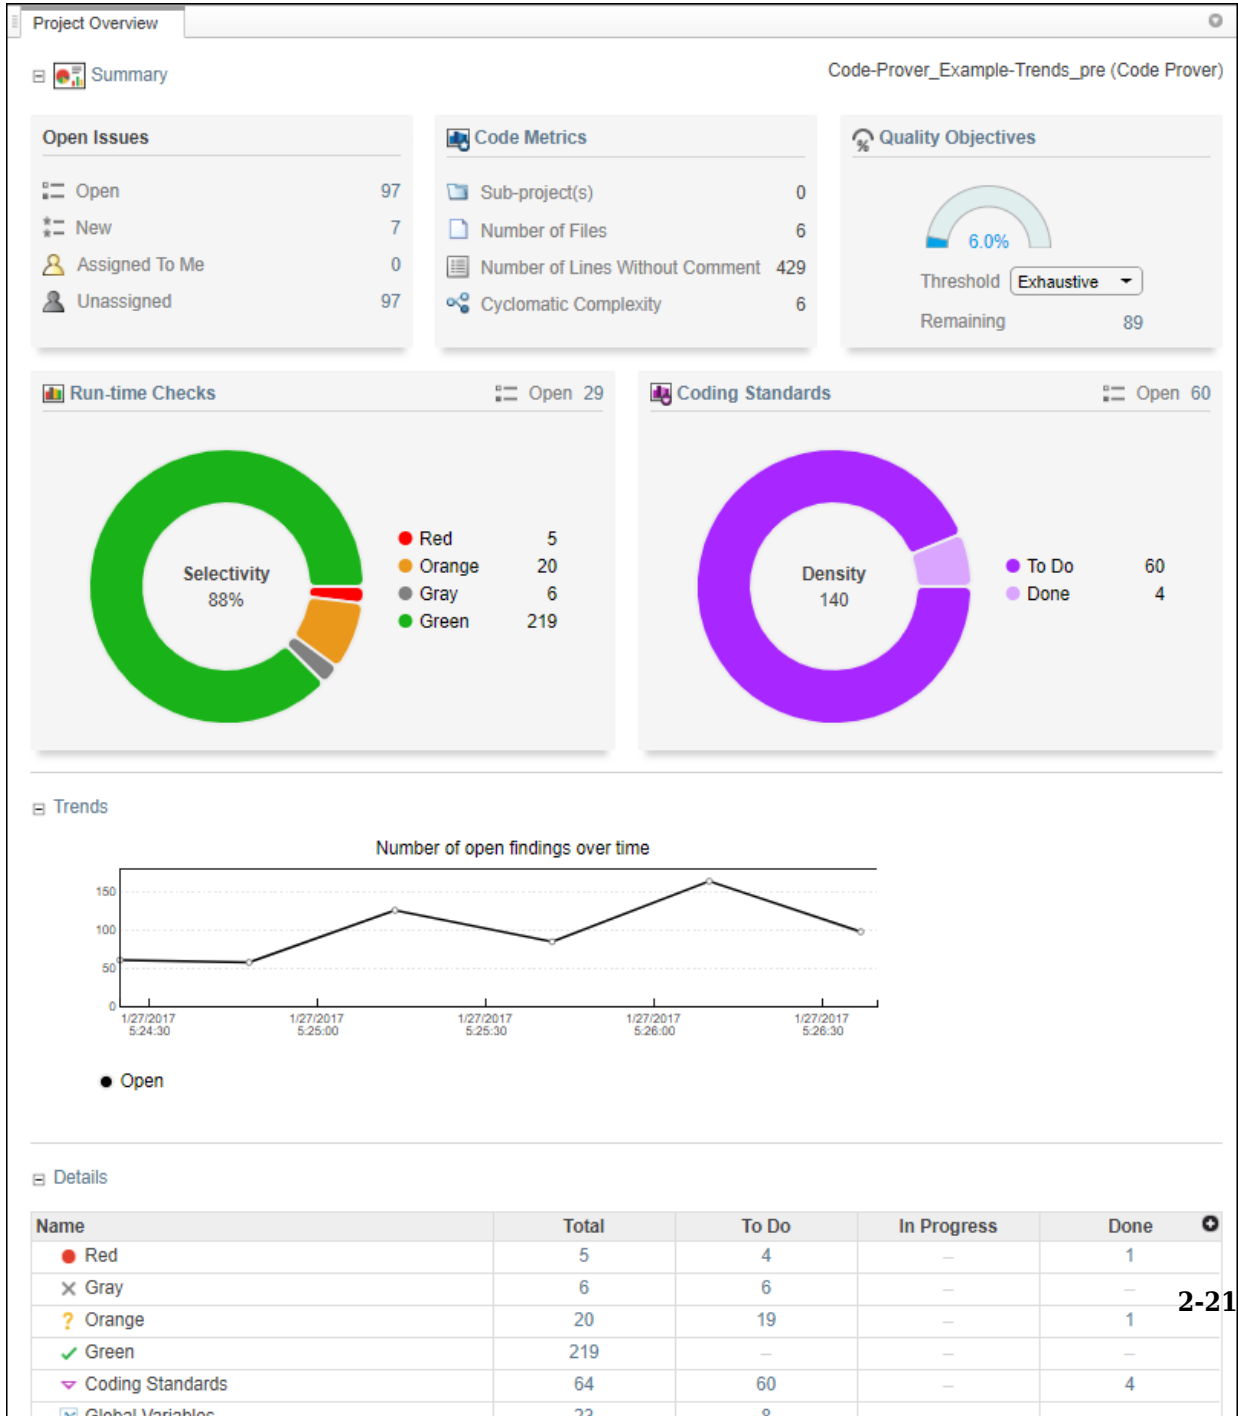 Project Overview
Summary
Code-Prover_Example-Trends_pre (Code Prover)
Open Issues
Open 97
New 7
Assigned To Me 0
Unassigned 97
Code Metrics
Sub-project(s) 0
Number of Files 6
Number of Lines Without Comment 429
Cyclomatic Complexity 6
% Quality Objectives
6.0%
Threshold Exhaustive
Remaining 89
Run-time Checks Open 29
Selectivity
88%
Red 5
Orange 20
Gray 6
Green 219
Coding Standards Open 60
Density
140
To Do 60
Done 4
Trends
Number of open findings over time
150
100
50
0
1/27/2017
5:24:30
1/27/2017
5:25:00
1/27/2017
5:25:30
1/27/2017
5:26:00
1/27/2017
5:26:30
Open
Details
Name Total To Do In Progress Done
Red 5 4 – 1
Gray 6 6 – –
2-21
Orange 20 19 – 1
Green 219 – – –
Coding Standards 64 60 – 4
Global Variables 23 8